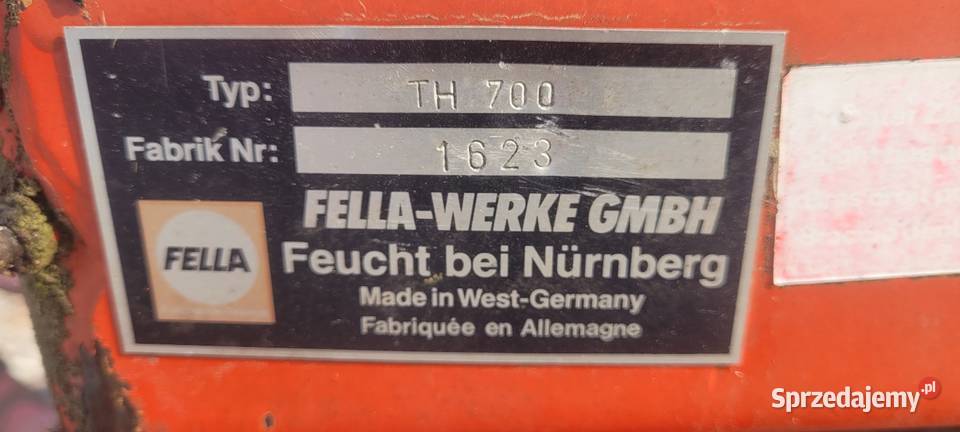 Typ: TH 700
Fabrik Nr: 1623
FELLA-WERKE GMBH
FELLA
Feucht bei Nürnberg
Made in West-Germany
Fabriquée en Allemagne
Sprzedajemy.pl